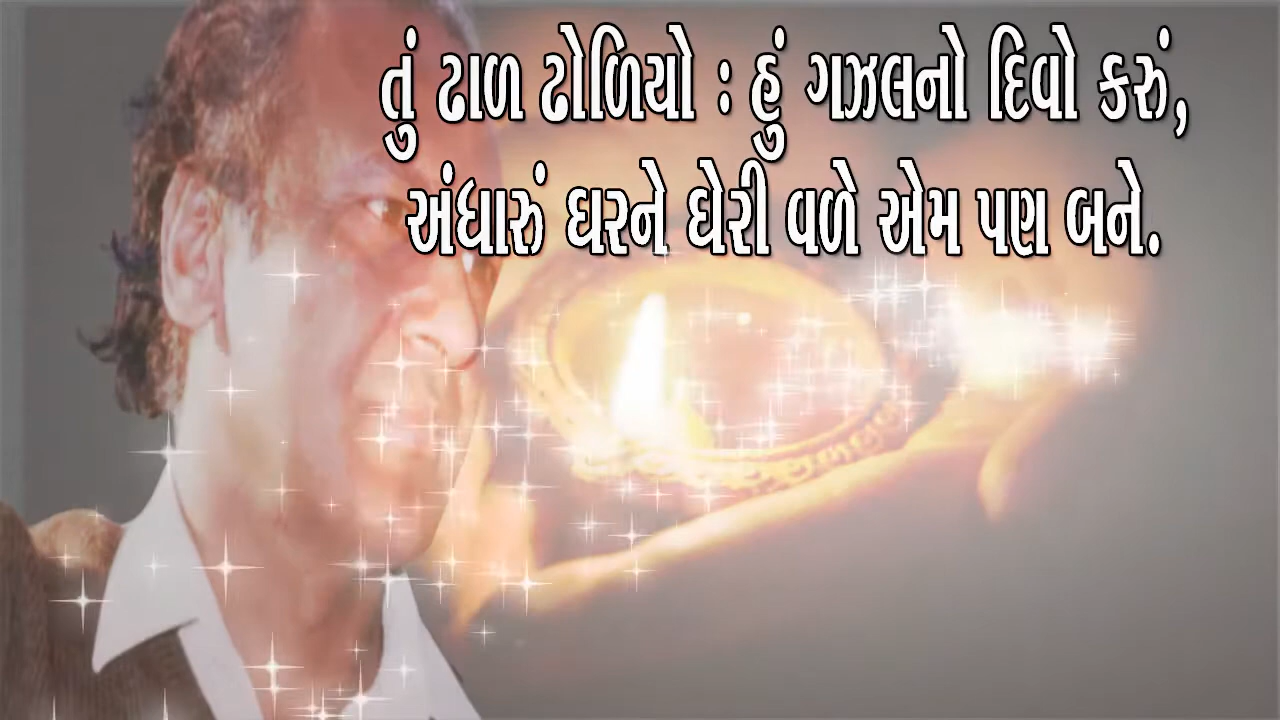 તું ઢાળ ઢોળિયો : હું ગઝલનો દિવો કરું,
અંધારું ઘરને ઘેરી વળે એમ પણ બને.